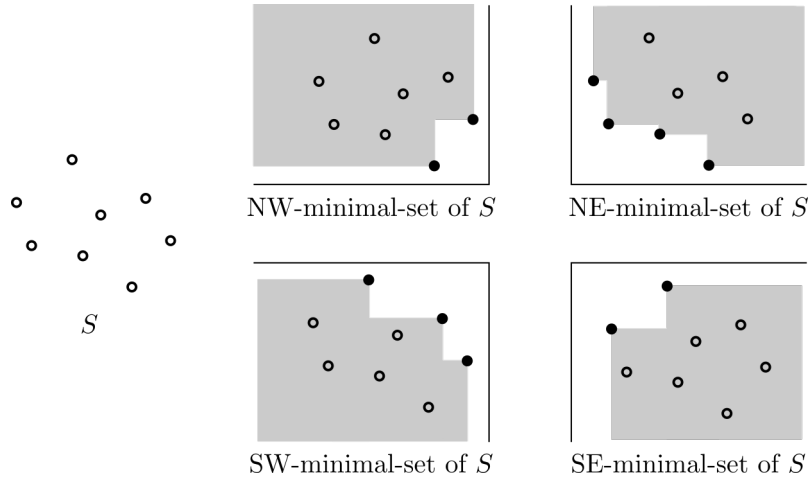 NW-minimal-set of S
NE-minimal-set of S
S
SW-minimal-set of S
SE-minimal-set of S